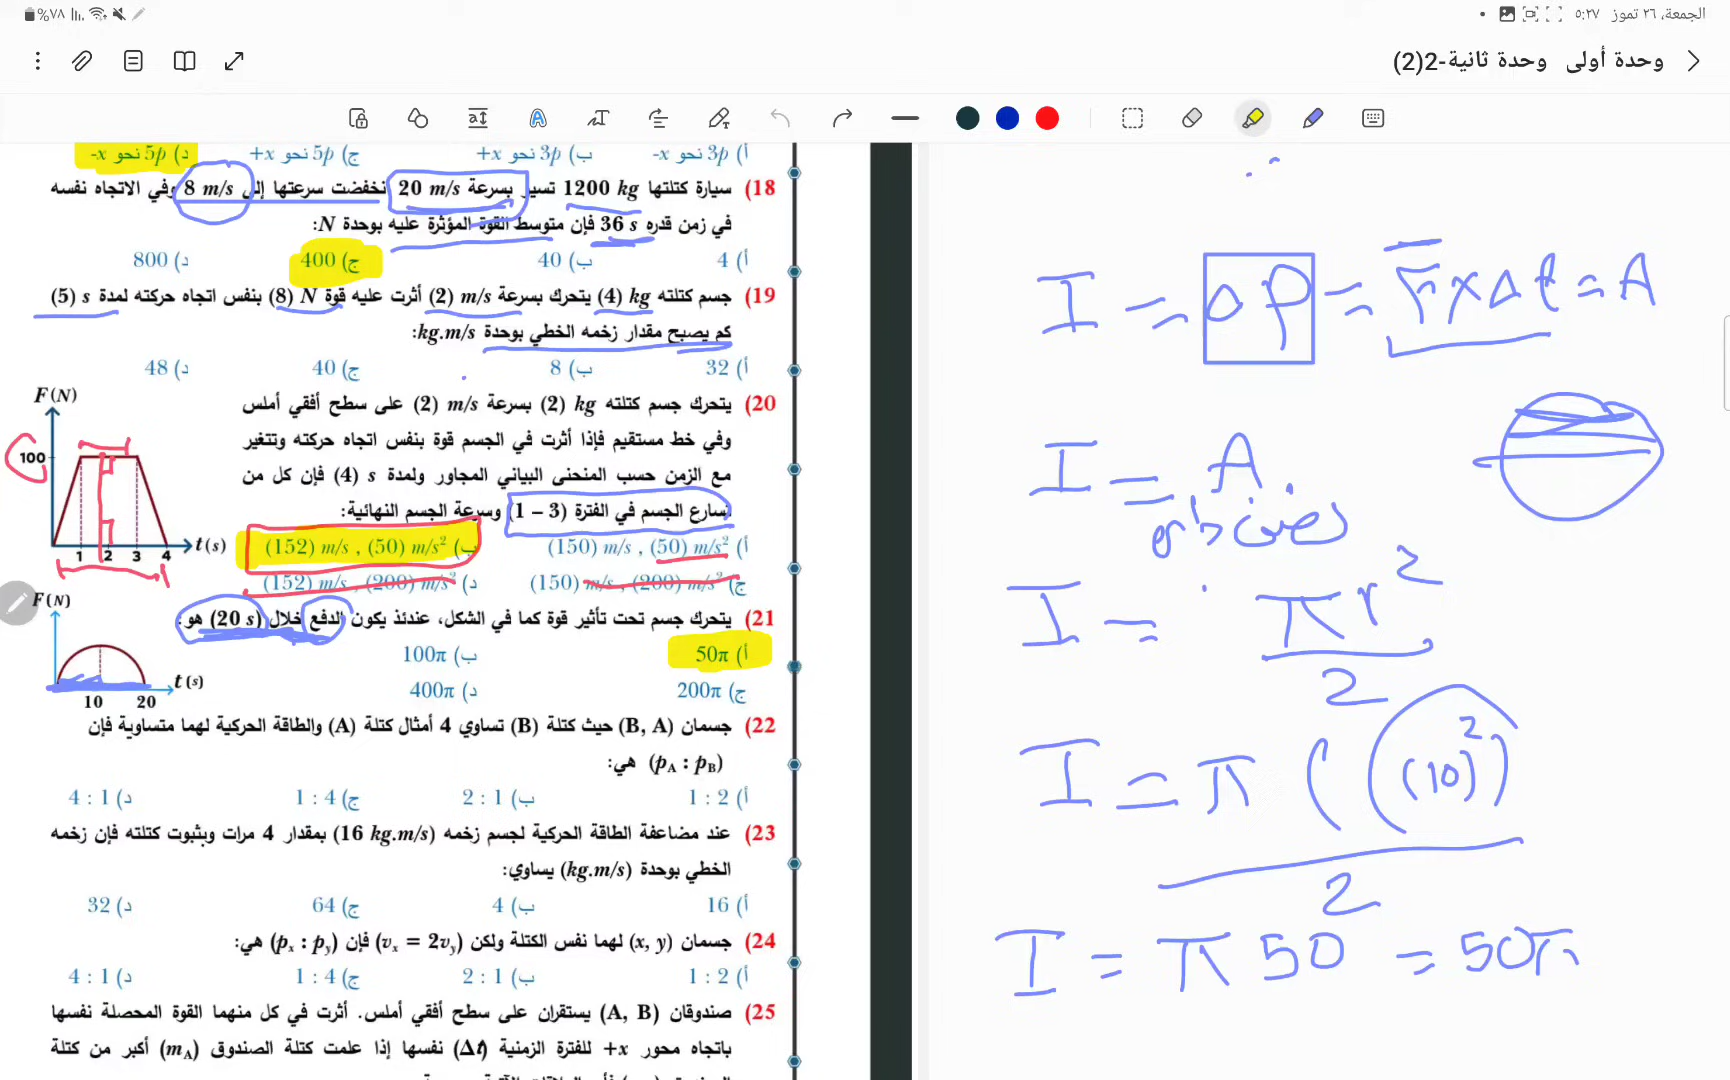 %٧٨
الجمعة، ٢٦ تموز ٥:٢٧
وحدة أولى وحدة ثانية-2(2)
أ) 3p نحو x- ب) 3p نحو x+ ج) 5p نحو x+ د) 5p نحو x-
18) سيارة كتلتها 1200 kg تسير بسرعة 20 m/s نخفضت سرعتها إلى 8 m/s وفي الاتجاه نفسه
في زمن قدره 36 s فإن متوسط القوة المؤثرة عليه بوحدة N:
أ) 4 ب) 40 ج) 400 د) 800
19) جسم كتلته (4) kg يتحرك بسرعة (2) m/s أثرت عليه قوة (8) N بنفس اتجاه حركته لمدة (5) s
كم يصبح مقدار زخمه الخطي بوحدة kg.m/s:
أ) 32 ب) 8 ج) 40 د) 48
20) يتحرك جسم كتلته (2) kg بسرعة (2) m/s على سطح أفقي أملس
وفي خط مستقيم فإذا أثرت في الجسم قوة بنفس اتجاه حركته وتتغير
مع الزمن حسب المنحنى البياني المجاور ولمدة (4) s فإن كل من
تسارع الجسم في الفترة (1 – 3) وسرعة الجسم النهائية:
أ) (150) m/s , (50) m/s² ب) (152) m/s , (50) m/s²
ج) (150) m/s , (200) m/s² د) (152) m/s , (200) m/s²
F(N)
100
1 2 3 4 t(s)
21) يتحرك جسم تحت تأثير قوة كما في الشكل، عندئذ يكون الدفع خلال (20 s) هو:
أ) 50π ب) 100π
ج) 200π د) 400π
F(N)
t(s)
10 20
22) جسمان (B, A) حيث كتلة (B) تساوي 4 أمثال كتلة (A) والطاقة الحركية لهما متساوية فإن
(pA : pB) هي:
أ) 1 : 2 ب) 2 : 1 ج) 1 : 4 د) 4 : 1
23) عند مضاعفة الطاقة الحركية لجسم زخمه (16 kg.m/s) بمقدار 4 مرات وبثبوت كتلته فإن زخمه
الخطي بوحدة (kg.m/s) يساوي:
أ) 16 ب) 4 ج) 64 د) 32
24) جسمان (x, y) لهما نفس الكتلة ولكن (vx = 2vy) فإن (px : py) هي:
أ) 1 : 2 ب) 2 : 1 ج) 1 : 4 د) 4 : 1
25) صندوقان (A, B) يستقران على سطح أفقي أملس. أثرت في كل منهما القوة المحصلة نفسها
باتجاه محور x+ للفترة الزمنية (Δt) نفسها إذا علمت كتلة الصندوق (mA) أكبر من كتلة
I = ΔP = F x Δt = A
I = A
I = πr²/2
I = π((10)²)/2
I = π 50 = 50π